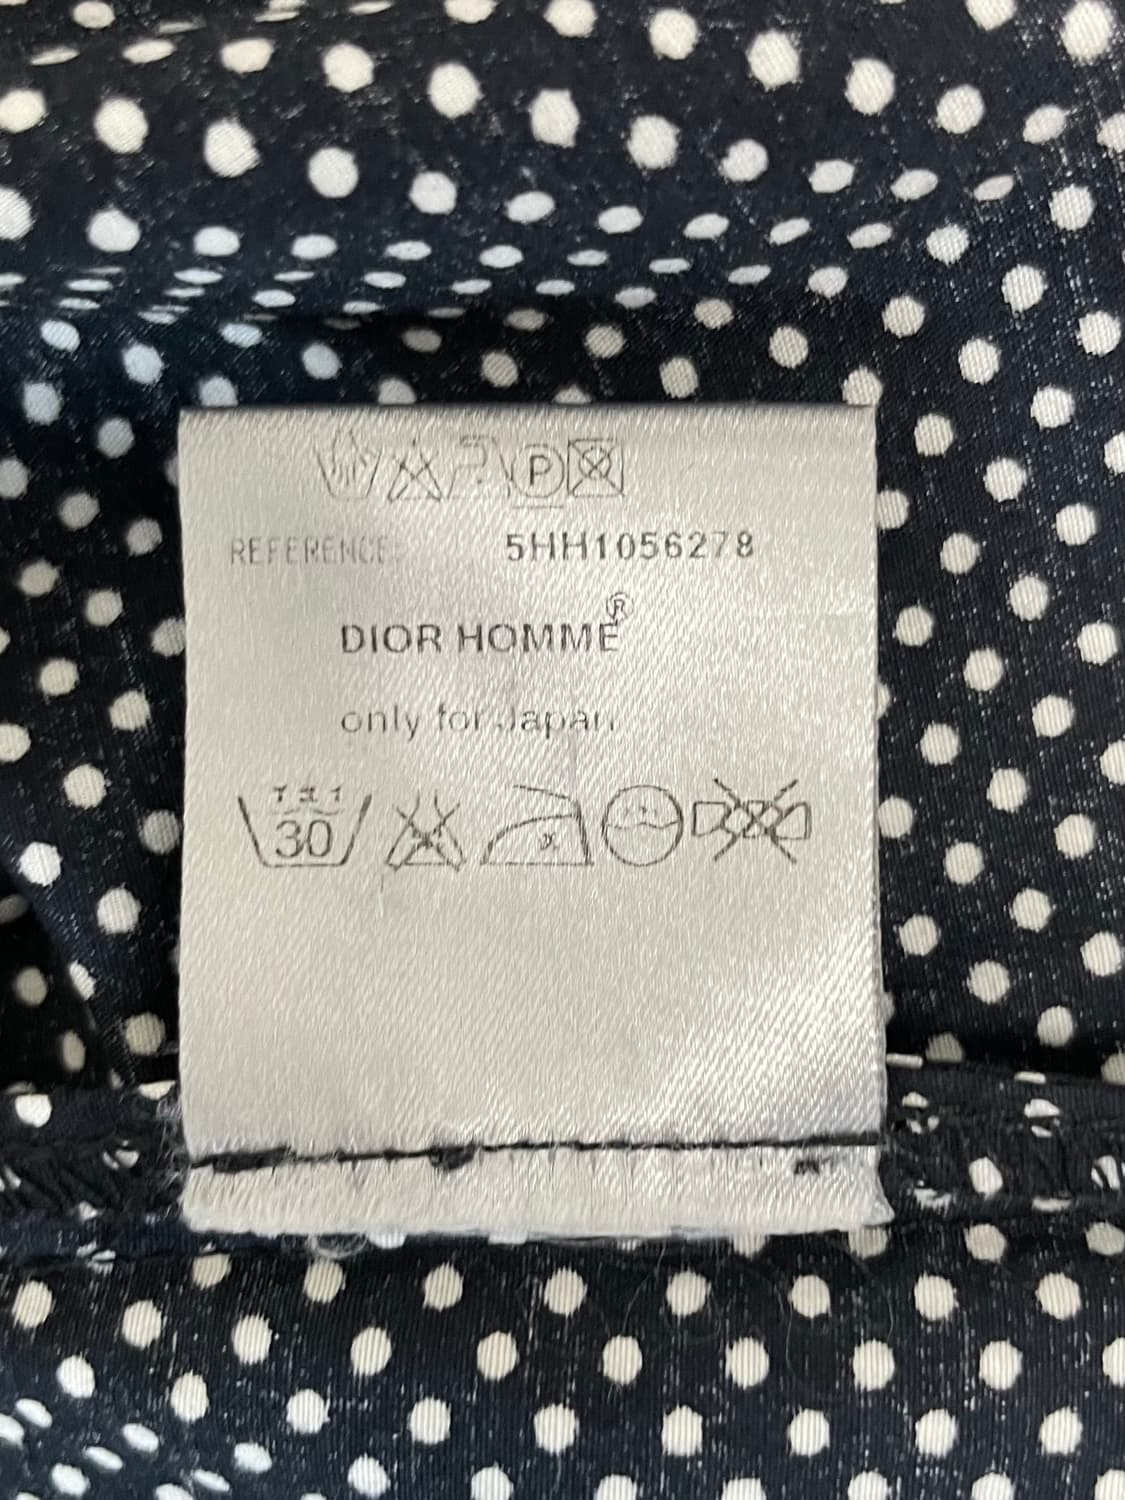 P
REFERENCE: 5HH1056278
DIOR HOMME®
only for Japan
30